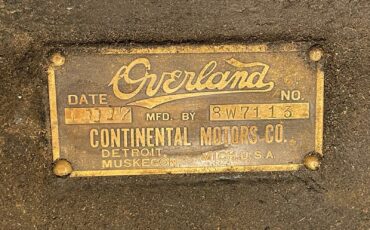 Overland
DATE NO.
MFD. BY 8W7113
CONTINENTAL MOTORS CO.
DETROIT
MUSKEGON U.S.A.